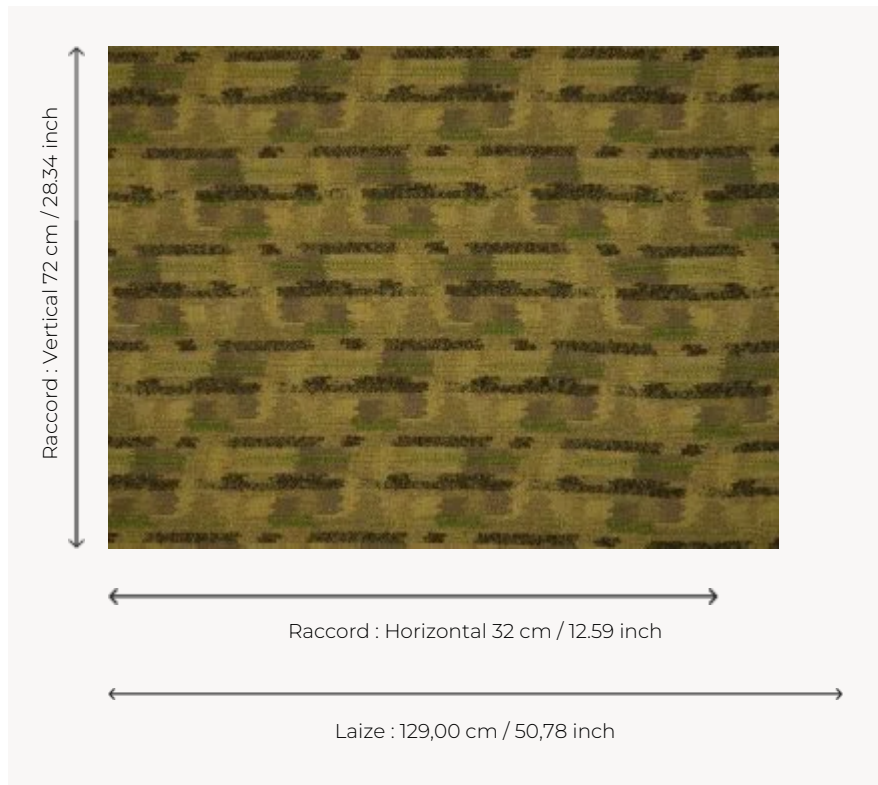 Raccord : Vertical 72 cm / 28.34 inch
Raccord : Horizontal 32 cm / 12.59 inch
Laize : 129,00 cm / 50,78 inch